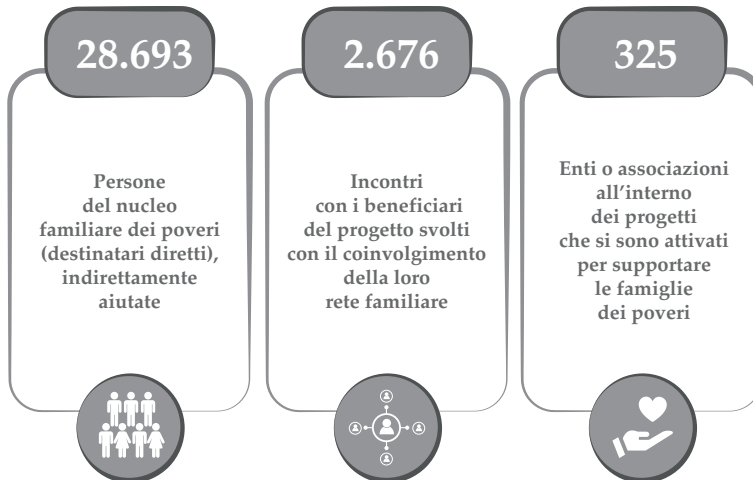 28.693
Persone
del nucleo
familiare dei poveri
(destinatari diretti),
indirettamente
aiutate
2.676
Incontri
con i beneficiari
del progetto svolti
con il coinvolgimento
della loro
rete familiare
325
Enti o associazioni
all'interno
dei progetti
che si sono attivati
per supportare
le famiglie
dei poveri